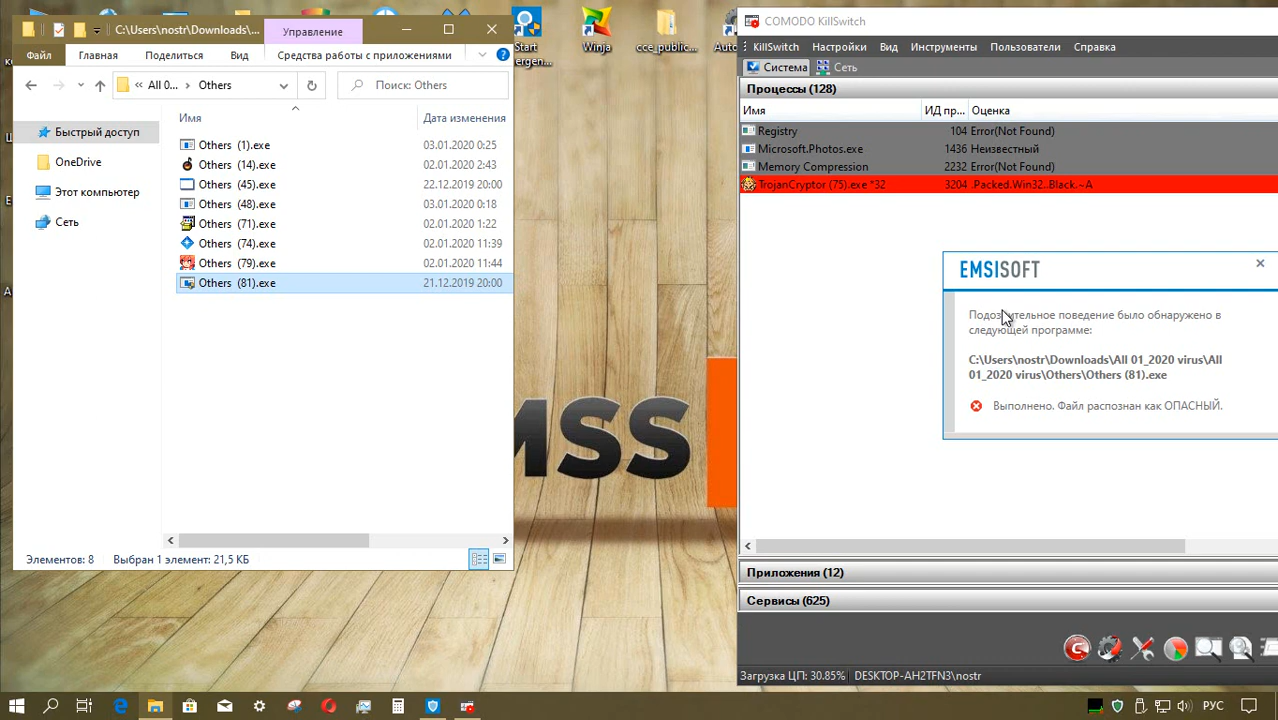 C:\Users\nostr\Downloads\...
Управление
Файл
Главная
Поделиться
Вид
Средства работы с приложениями
« All 0... › Others
Поиск: Others
Имя
Дата изменения
Быстрый доступ
OneDrive
Этот компьютер
Сеть
Others (1).exe 03.01.2020 0:25
Others (14).exe 02.01.2020 2:43
Others (45).exe 22.12.2019 20:00
Others (48).exe 03.01.2020 0:18
Others (71).exe 02.01.2020 1:22
Others (74).exe 02.01.2020 11:39
Others (79).exe 02.01.2020 11:44
Others (81).exe 21.12.2019 20:00
Элементов: 8
Выбран 1 элемент: 21,5 КБ
Start
Winja
cce_public...
MSS
COMODO KillSwitch
KillSwitch Настройки Вид Инструменты Пользователи Справка
Система Сеть
Процессы (128)
Имя ИД пр... Оценка
Registry 104 Error(Not Found)
Microsoft.Photos.exe 1436 Неизвестный
Memory Compression 2232 Error(Not Found)
TrojanCryptor (75).exe *32 3204 .Packed.Win32..Black.~A
EMSISOFT
Подозрительное поведение было обнаружено в
следующей программе:
C:\Users\nostr\Downloads\All 01_2020 virus\All
01_2020 virus\Others\Others (81).exe
Выполнено. Файл распознан как ОПАСНЫЙ.
Приложения (12)
Сервисы (625)
Загрузка ЦП: 30.85% DESKTOP-AH2TFN3\nostr
РУС